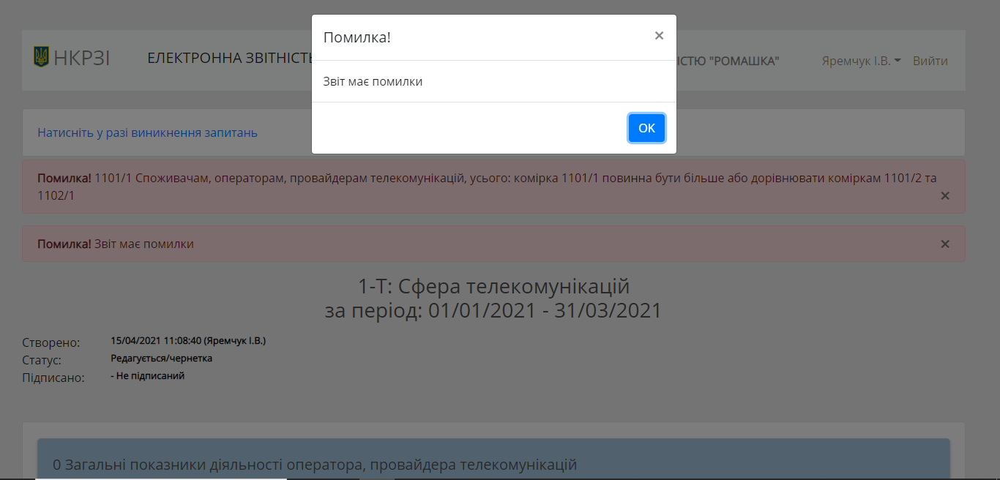 Помилка!
×
Звіт має помилки
OK
НКРЗІ
ЕЛЕКТРОННА ЗВІТНІСТЬ
ІСТЮ "РОМАШКА"
Яремчук І.В.
Вийти
Натисніть у разі виникнення запитань
Помилка! 1101/1 Споживачам, операторам, провайдерам телекомунікацій, усього: комірка 1101/1 повинна бути більше або дорівнювати коміркам 1101/2 та
1102/1
×
Помилка! Звіт має помилки
×
1-Т: Сфера телекомунікацій
за період: 01/01/2021 - 31/03/2021
Створено: 15/04/2021 11:08:40 (Яремчук І.В.)
Статус: Редагується/чернетка
Підписано: - Не підписаний
0 Загальні показники діяльності оператора, провайдера телекомунікацій